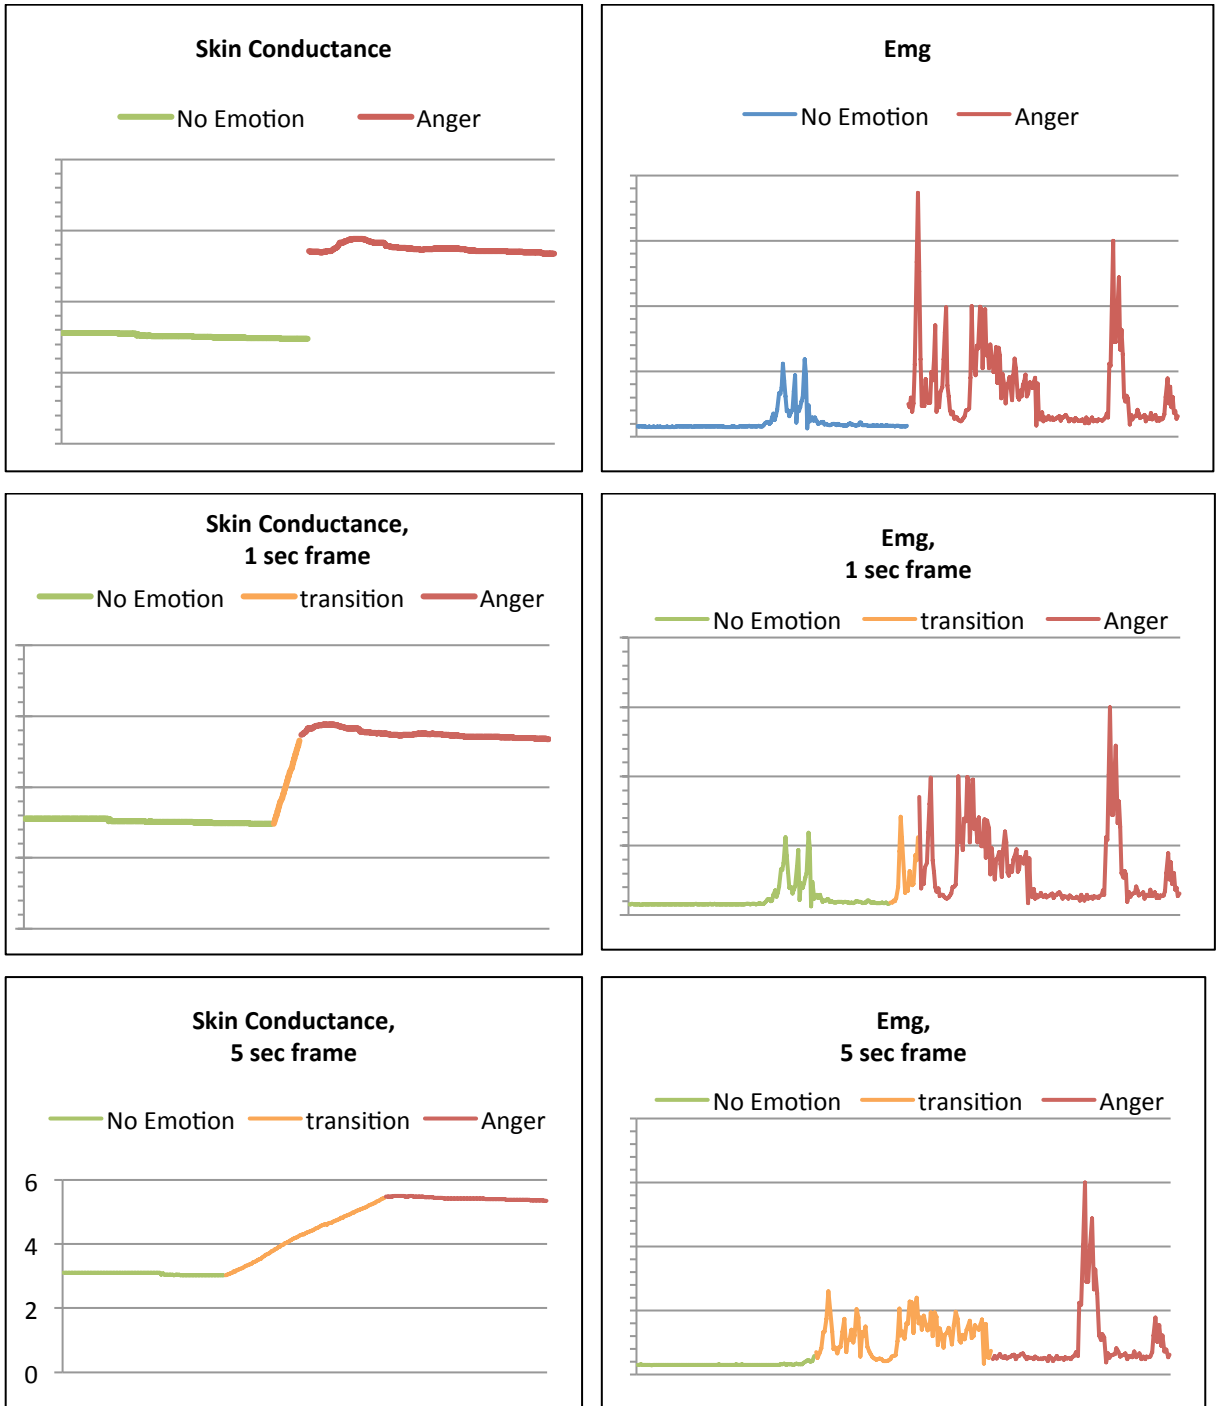 Skin Conductance
No Emotion Anger
Emg
No Emotion Anger
Skin Conductance,
1 sec frame
No Emotion transition Anger
Emg,
1 sec frame
No Emotion transition Anger
Skin Conductance,
5 sec frame
No Emotion transition Anger
6
4
2
0
Emg,
5 sec frame
No Emotion transition Anger